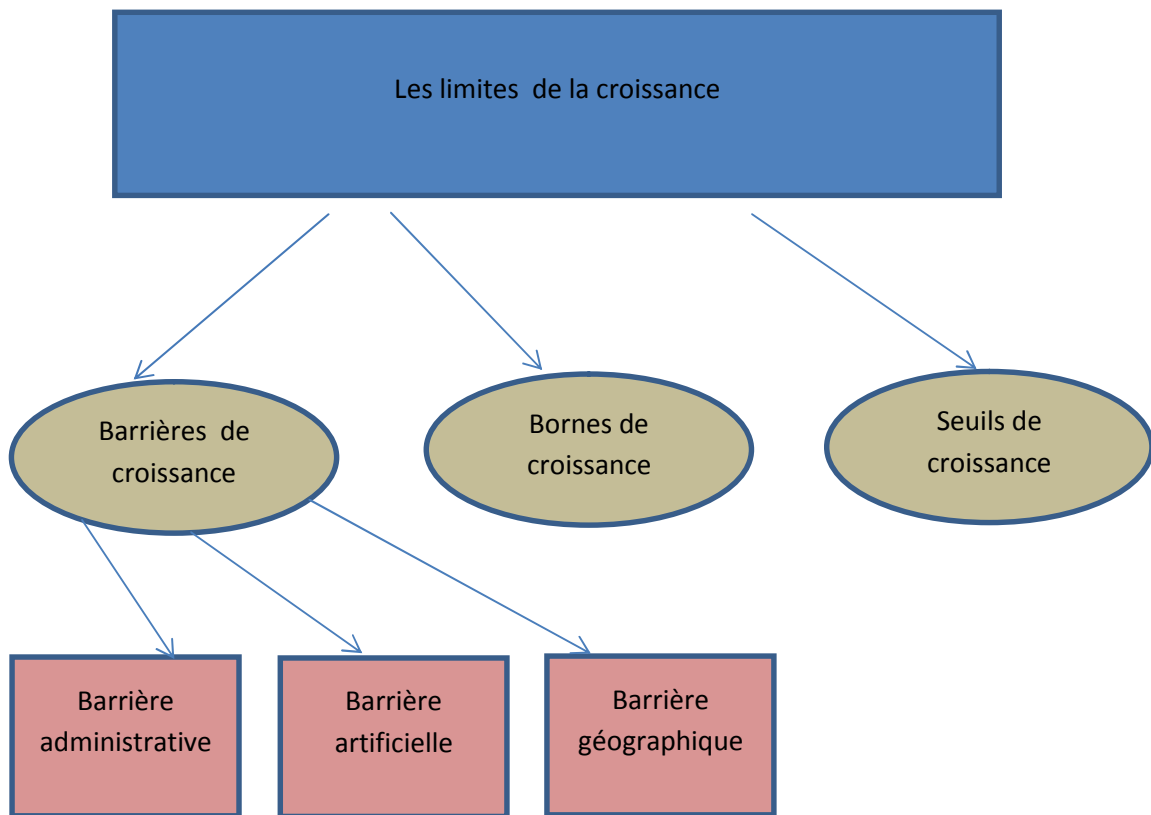 Les limites de la croissance
Barrières de
croissance
Bornes de
croissance
Seuils de
croissance
Barrière
administrative
Barrière
artificielle
Barrière
géographique